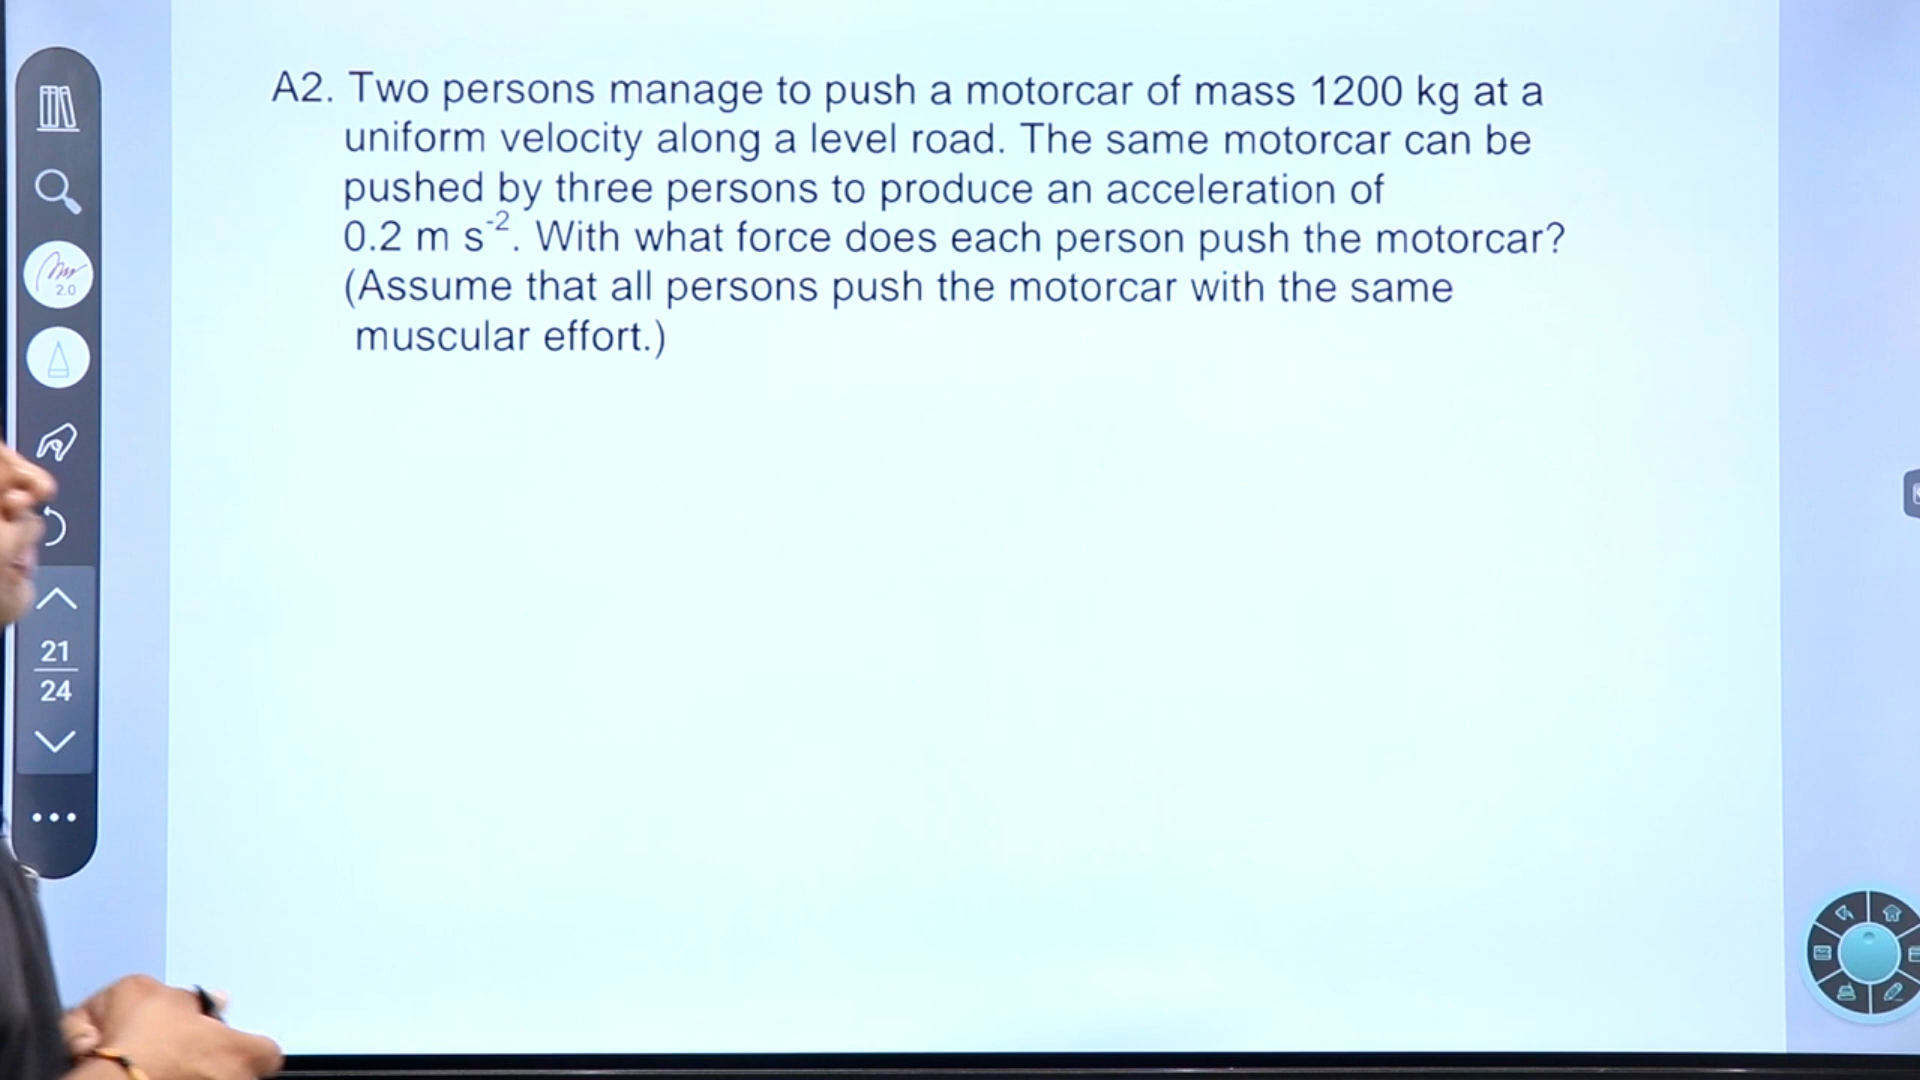 A2. Two persons manage to push a motorcar of mass 1200 kg at a
uniform velocity along a level road. The same motorcar can be
pushed by three persons to produce an acceleration of
0.2 m s⁻². With what force does each person push the motorcar?
(Assume that all persons push the motorcar with the same
muscular effort.)
2.0
21
24